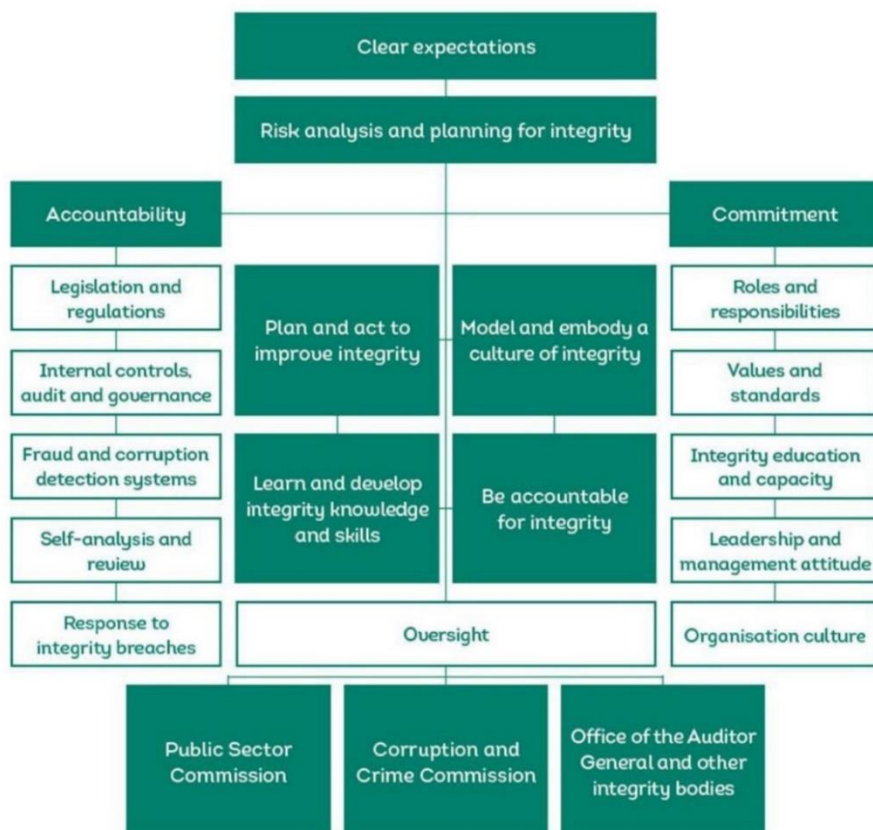 Clear expectations
Risk analysis and planning for integrity
Accountability
Commitment
Legislation and
regulations
Internal controls,
audit and governance
Fraud and corruption
detection systems
Self-analysis and
review
Response to
integrity breaches
Plan and act to
improve integrity
Model and embody a
culture of integrity
Learn and develop
integrity knowledge
and skills
Be accountable
for integrity
Roles and
responsibilities
Values and
standards
Integrity education
and capacity
Leadership and
management attitude
Organisation culture
Oversight
Public Sector
Commission
Corruption and
Crime Commission
Office of the Auditor
General and other
integrity bodies